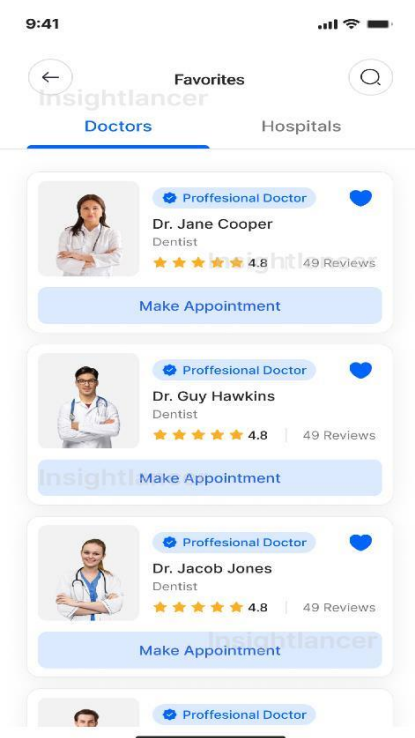 9:41
Favorites
Insightlancer
Doctors Hospitals
Proffesional Doctor
Dr. Jane Cooper
Dentist
Insightlancer
4.8 49 Reviews
Make Appointment
Proffesional Doctor
Dr. Guy Hawkins
Dentist
4.8 49 Reviews
Insightlancer
Make Appointment
Proffesional Doctor
Dr. Jacob Jones
Dentist
4.8 49 Reviews
Insightlancer
Make Appointment
Proffesional Doctor